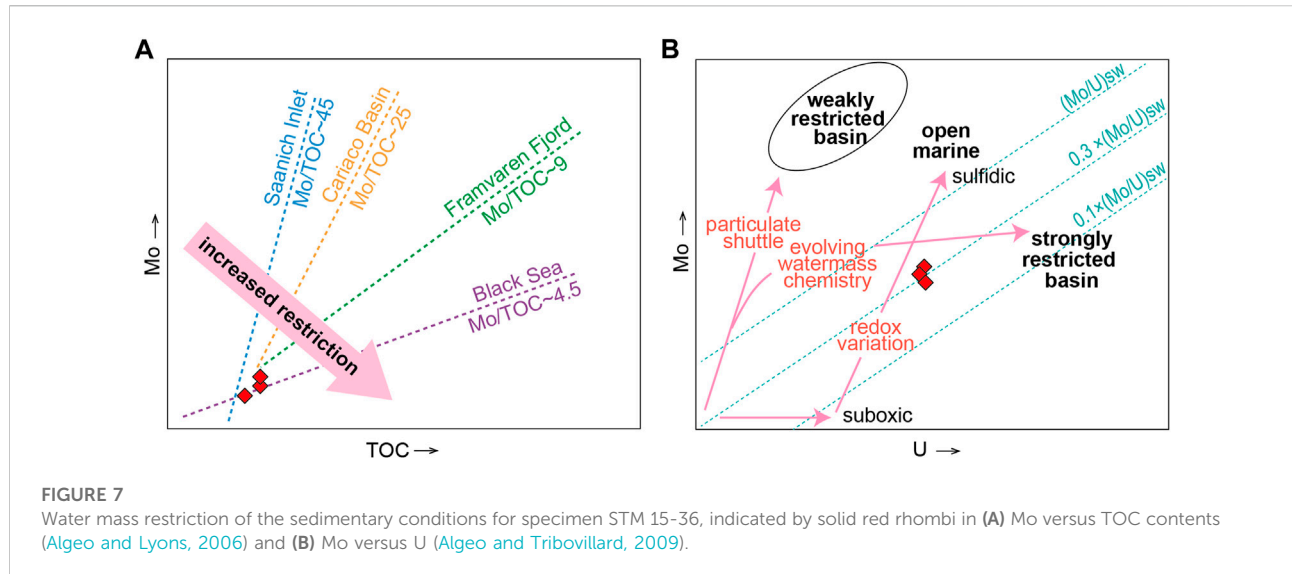 A
Saanich Inlet
Mo/TOC~45
Cariaco Basin
Mo/TOC~25
Framvaren Fjord
Mo/TOC~9
Black Sea
Mo/TOC~4.5
increased restriction
Mo →
TOC →
B
weakly
restricted
basin
open
marine
sulfidic
(Mo/U)sw
0.3 ×(Mo/U)sw
0.1×(Mo/U)sw
particulate
shuttle
evolving
watermass
chemistry
strongly
restricted
basin
redox
variation
suboxic
Mo →
U →
FIGURE 7
Water mass restriction of the sedimentary conditions for specimen STM 15-36, indicated by solid red rhombi in (A) Mo versus TOC contents
(Algeo and Lyons, 2006) and (B) Mo versus U (Algeo and Tribovillard, 2009).